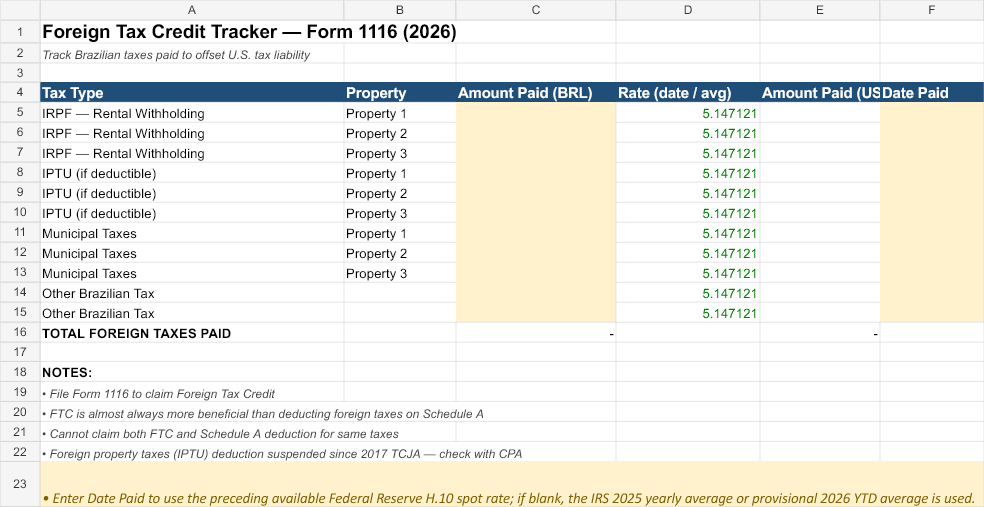 A B C D E F
1 Foreign Tax Credit Tracker — Form 1116 (2026)
2 Track Brazilian taxes paid to offset U.S. tax liability
3
4 Tax Type Property Amount Paid (BRL) Rate (date / avg) Amount Paid (US Date Paid
5 IRPF — Rental Withholding Property 1 5.147121
6 IRPF — Rental Withholding Property 2 5.147121
7 IRPF — Rental Withholding Property 3 5.147121
8 IPTU (if deductible) Property 1 5.147121
9 IPTU (if deductible) Property 2 5.147121
10 IPTU (if deductible) Property 3 5.147121
11 Municipal Taxes Property 1 5.147121
12 Municipal Taxes Property 2 5.147121
13 Municipal Taxes Property 3 5.147121
14 Other Brazilian Tax 5.147121
15 Other Brazilian Tax 5.147121
16 TOTAL FOREIGN TAXES PAID - -
17
18 NOTES:
19 • File Form 1116 to claim Foreign Tax Credit
20 • FTC is almost always more beneficial than deducting foreign taxes on Schedule A
21 • Cannot claim both FTC and Schedule A deduction for same taxes
22 • Foreign property taxes (IPTU) deduction suspended since 2017 TCJA — check with CPA
23 • Enter Date Paid to use the preceding available Federal Reserve H.10 spot rate; if blank, the IRS 2025 yearly average or provisional 2026 YTD average is used.